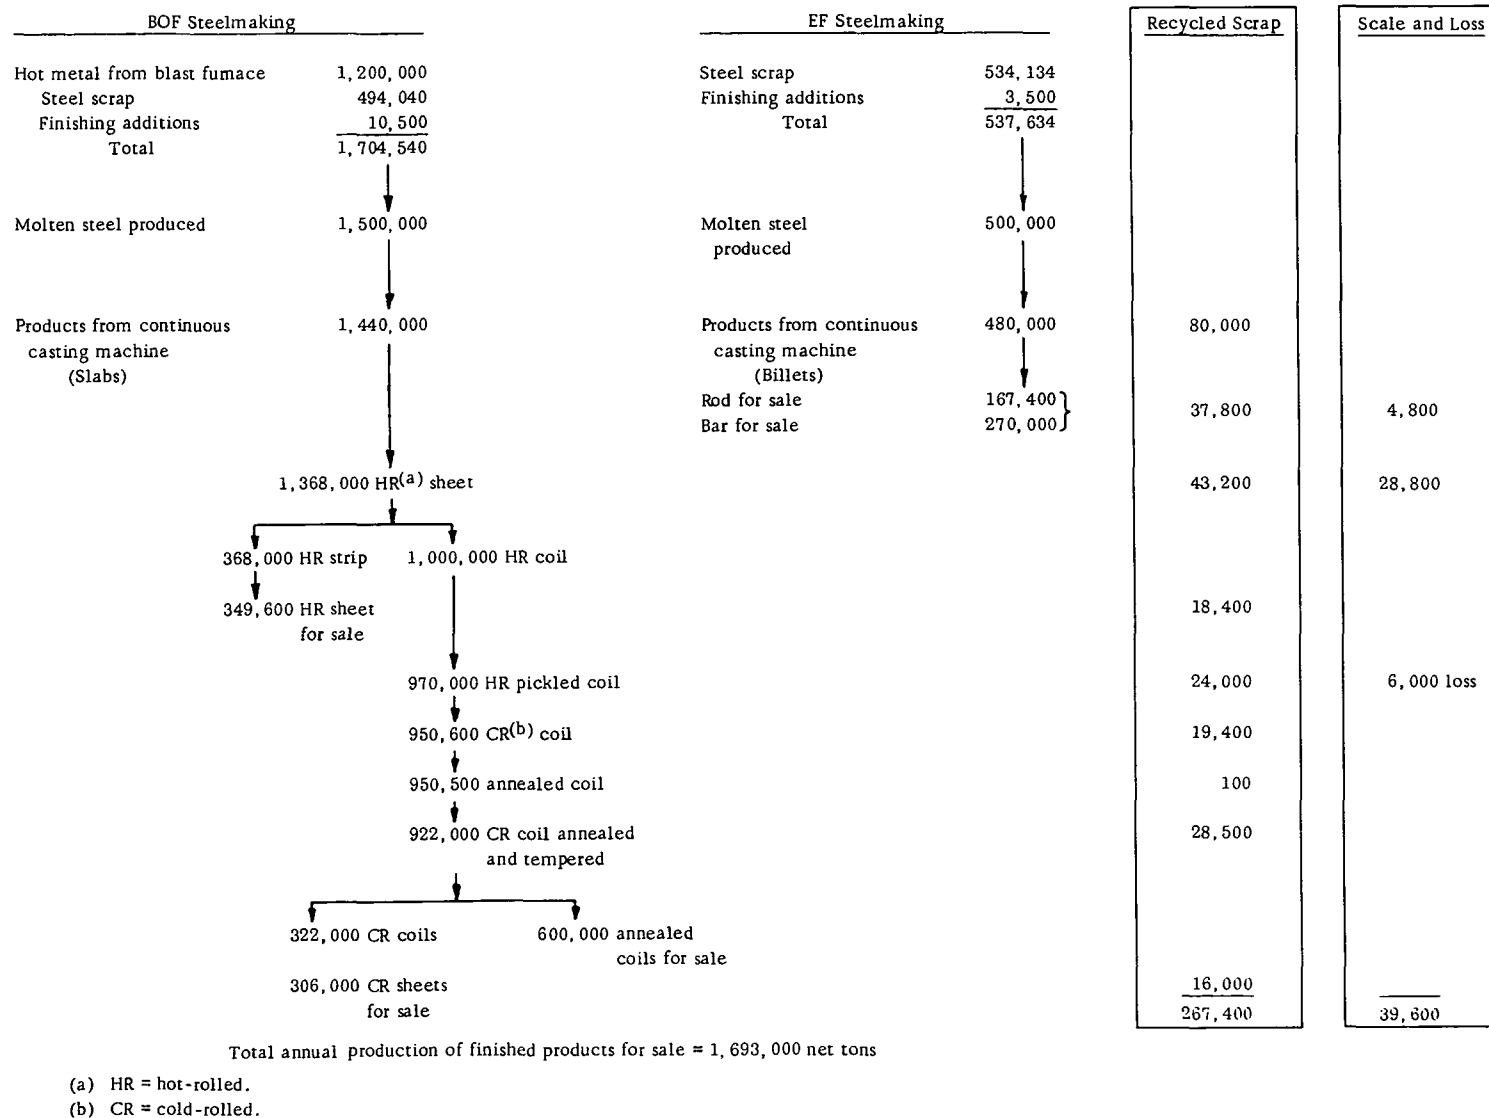 BOF Steelmaking EF Steelmaking Recycled Scrap Scale and Loss
Hot metal from blast furnace 1,200,000 Steel scrap 534,134
Steel scrap 494,040 Finishing additions 3,500
Finishing additions 10,500 Total 537,634
Total 1,704,540
Molten steel produced 1,500,000 Molten steel 500,000
produced
Products from continuous 1,440,000 Products from continuous 480,000 80,000
casting machine casting machine
(Slabs) (Billets)
Rod for sale 167,400
37,800 4,800
Bar for sale 270,000
1,368,000 HR(a) sheet 43,200 28,800
368,000 HR strip 1,000,000 HR coil
349,600 HR sheet 18,400
for sale
970,000 HR pickled coil 24,000 6,000 loss
950,600 CR(b) coil 19,400
950,500 annealed coil 100
922,000 CR coil annealed 28,500
and tempered
322,000 CR coils 600,000 annealed
coils for sale
306,000 CR sheets 16,000
for sale 267,400 39,600
Total annual production of finished products for sale = 1,693,000 net tons
(a) HR = hot-rolled.
(b) CR = cold-rolled.